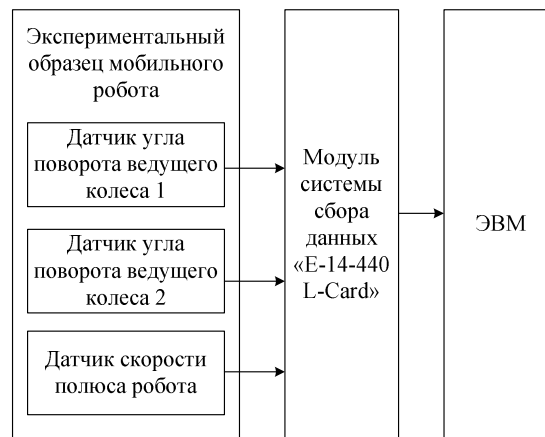 Экспериментальный
образец мобильного
робота
Датчик угла
поворота ведущего
колеса 1
Датчик угла
поворота ведущего
колеса 2
Датчик скорости
полюса робота
Модуль
системы
сбора
данных
«E-14-440
L-Card»
ЭВМ